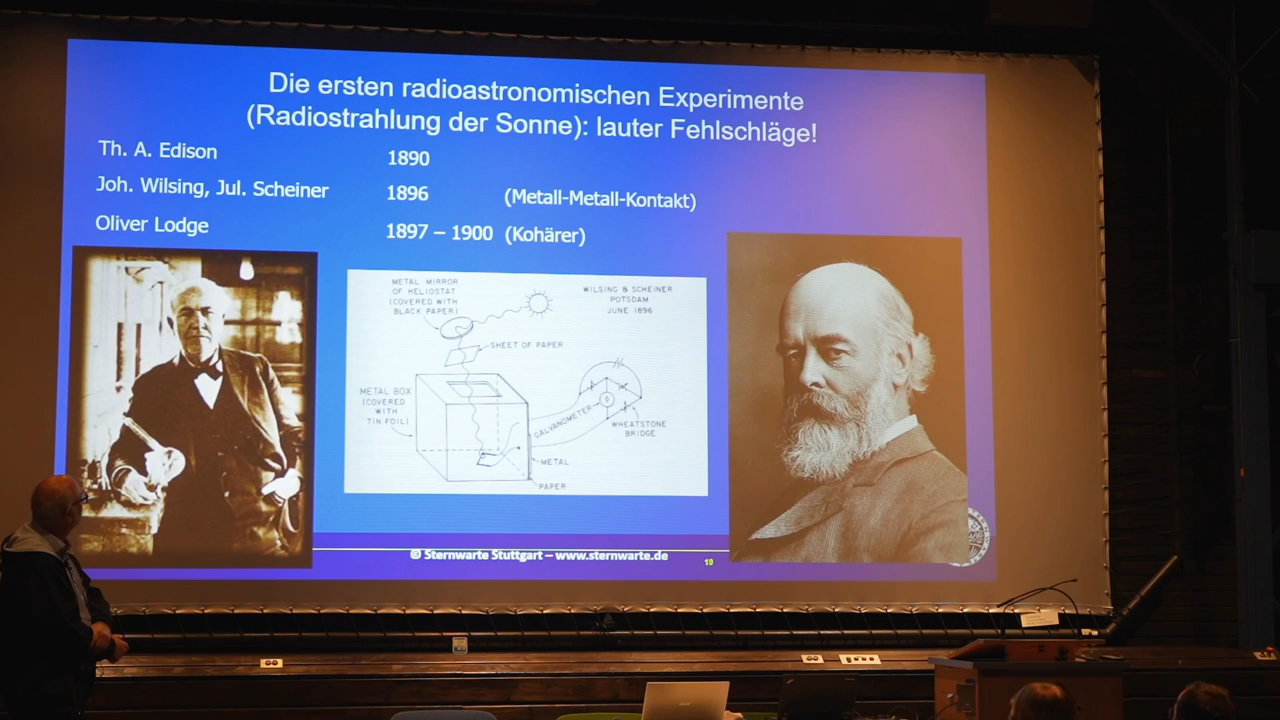 Die ersten radioastronomischen Experimente
(Radiostrahlung der Sonne): lauter Fehlschläge!
Th. A. Edison 1890
Joh. Wilsing, Jul. Scheiner 1896 (Metall-Metall-Kontakt)
Oliver Lodge 1897 – 1900 (Kohärer)
METAL MIRROR
OF HELIOSTAT
(COVERED WITH
BLACK PAPER)
WILSING & SCHEINER
POTSDAM
JUNE 1896
SHEET OF PAPER
METAL BOX
(COVERED
WITH
TIN FOIL)
GALVANOMETER
WHEATSTONE
BRIDGE
METAL
PAPER
© Sternwarte Stuttgart – www.sternwarte.de
19